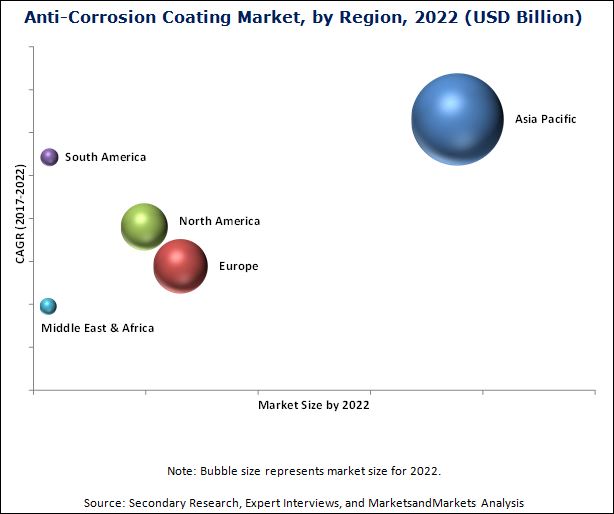 Anti-Corrosion Coating Market, by Region, 2022 (USD Billion)
Asia Pacific
South America
North America
Europe
Middle East & Africa
CAGR (2017-2022)
Market Size by 2022
Note: Bubble size represents market size for 2022.
Source: Secondary Research, Expert Interviews, and MarketsandMarkets Analysis